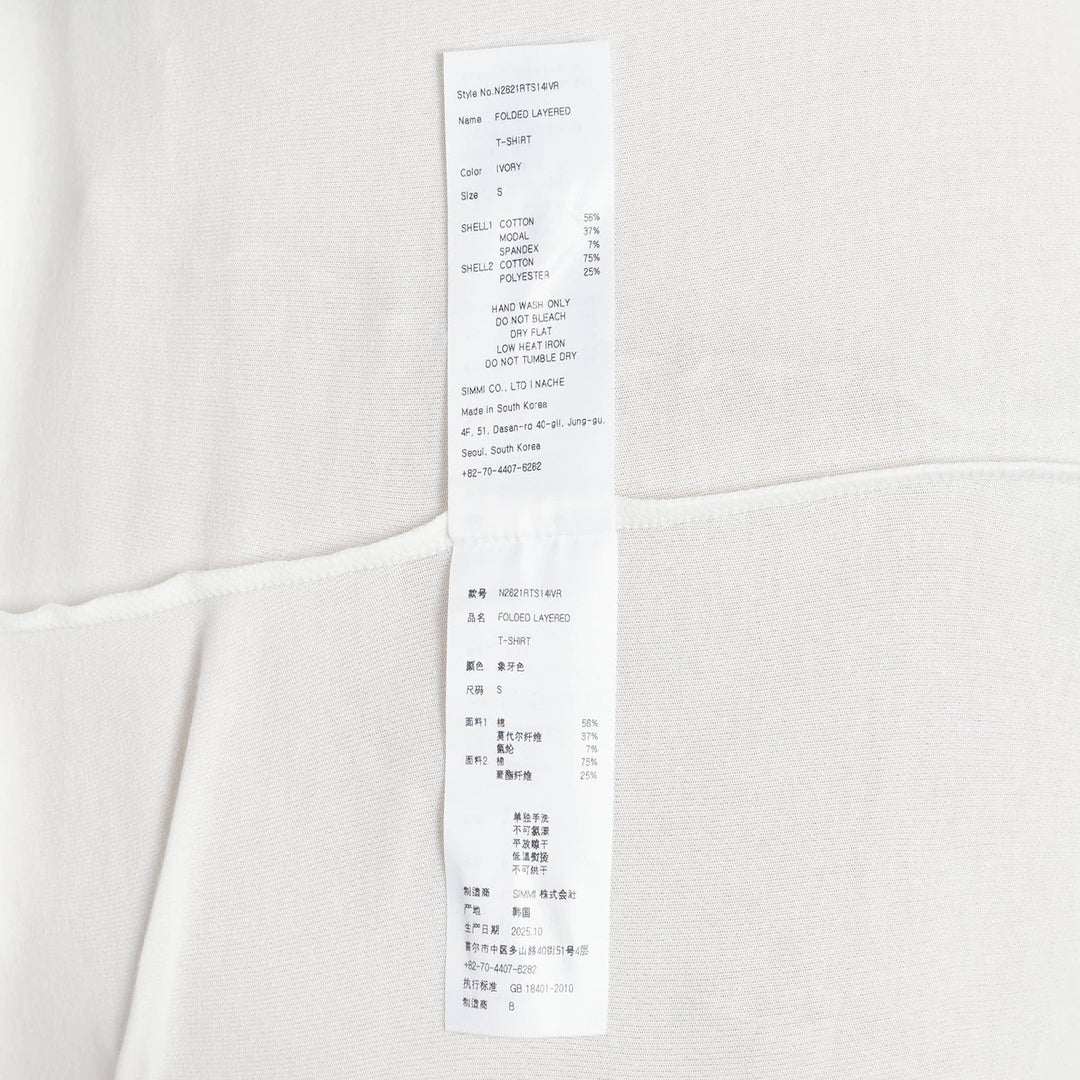 Style No.N2621RTS14IVR
Name FOLDED LAYERED
T-SHIRT
Color IVORY
Size S
SHELL1 COTTON 56%
MODAL 37%
SPANDEX 7%
SHELL2 COTTON 75%
POLYESTER 25%
HAND WASH ONLY
DO NOT BLEACH
DRY FLAT
LOW HEAT IRON
DO NOT TUMBLE DRY
SIMMI CO., LTD | NACHE
Made in South Korea
4F, 51, Dasan-ro 40-gil, Jung-gu,
Seoul, South Korea
+82-70-4407-6282
款号 N2621RTS14IVR
品名 FOLDED LAYERED
T-SHIRT
顏色 象牙色
尺码 S
面料1 棉 56%
莫代尔纤维 37%
氨纶 7%
面料2 棉 75%
聚酯纤维 25%
单独手洗
不可氯漂
平放晾干
低温熨烫
不可烘干
制造商 SIMMI 株式会社
产地 韩国
生产日期 2025.10
首尔市中区多山路40街51号4层
+82-70-4407-6282
执行标准 GB 18401-2010
制造商 B